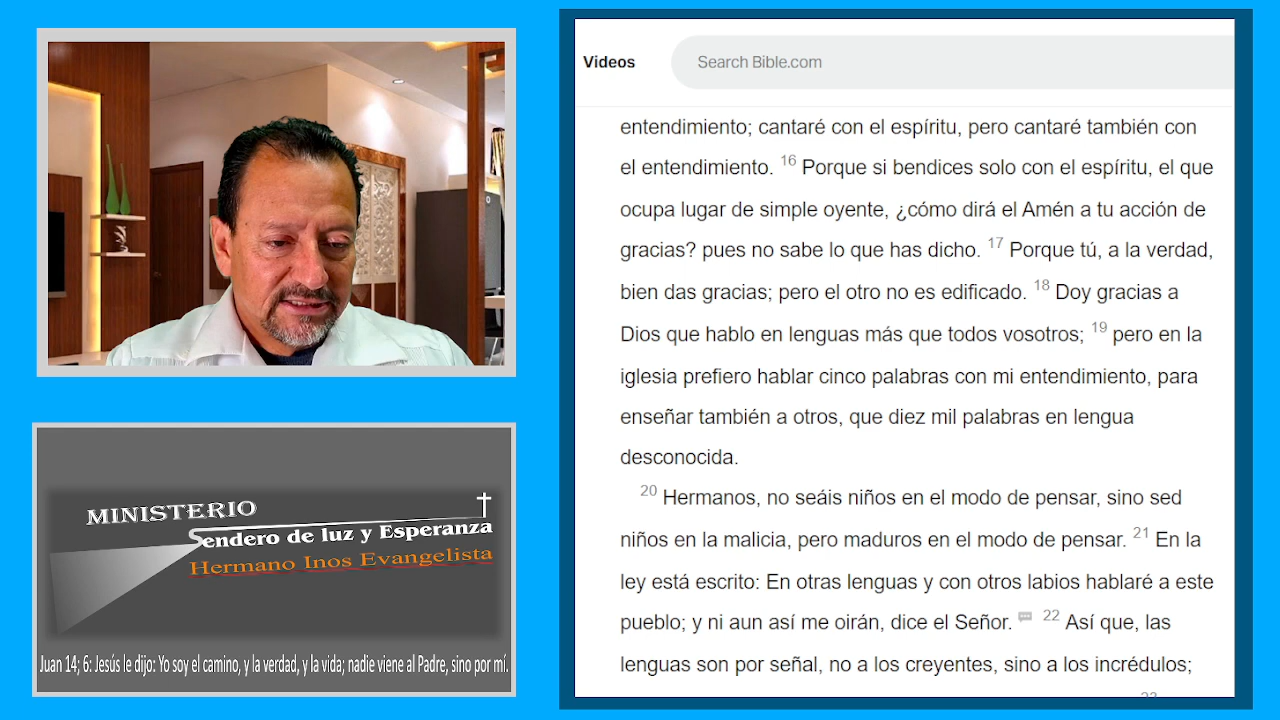 Videos
Search Bible.com
entendimiento; cantaré con el espíritu, pero cantaré también con
el entendimiento. 16 Porque si bendices solo con el espíritu, el que
ocupa lugar de simple oyente, ¿cómo dirá el Amén a tu acción de
gracias? pues no sabe lo que has dicho. 17 Porque tú, a la verdad,
bien das gracias; pero el otro no es edificado. 18 Doy gracias a
Dios que hablo en lenguas más que todos vosotros; 19 pero en la
iglesia prefiero hablar cinco palabras con mi entendimiento, para
enseñar también a otros, que diez mil palabras en lengua
desconocida.
20 Hermanos, no seáis niños en el modo de pensar, sino sed
niños en la malicia, pero maduros en el modo de pensar. 21 En la
ley está escrito: En otras lenguas y con otros labios hablaré a este
pueblo; y ni aun así me oirán, dice el Señor. 22 Así que, las
lenguas son por señal, no a los creyentes, sino a los incrédulos;
MINISTERIO
Sendero de luz y Esperanza
Hermano Inos Evangelista
Juan 14; 6: Jesús le dijo: Yo soy el camino, y la verdad, y la vida; nadie viene al Padre, sino por mí.